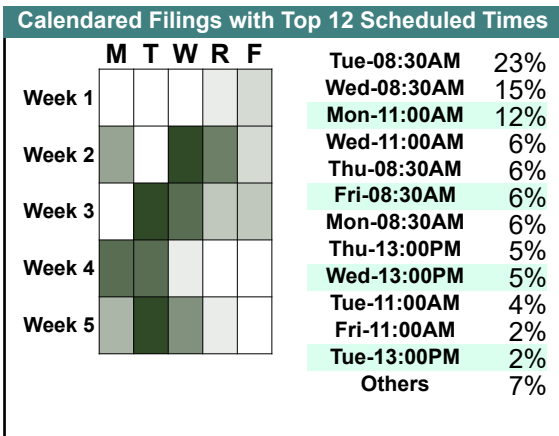 Calendared Filings with Top 12 Scheduled Times
M T W R F
Week 1
Week 2
Week 3
Week 4
Week 5
Tue-08:30AM 23%
Wed-08:30AM 15%
Mon-11:00AM 12%
Wed-11:00AM 6%
Thu-08:30AM 6%
Fri-08:30AM 6%
Mon-08:30AM 6%
Thu-13:00PM 5%
Wed-13:00PM 5%
Tue-11:00AM 4%
Fri-11:00AM 2%
Tue-13:00PM 2%
Others 7%